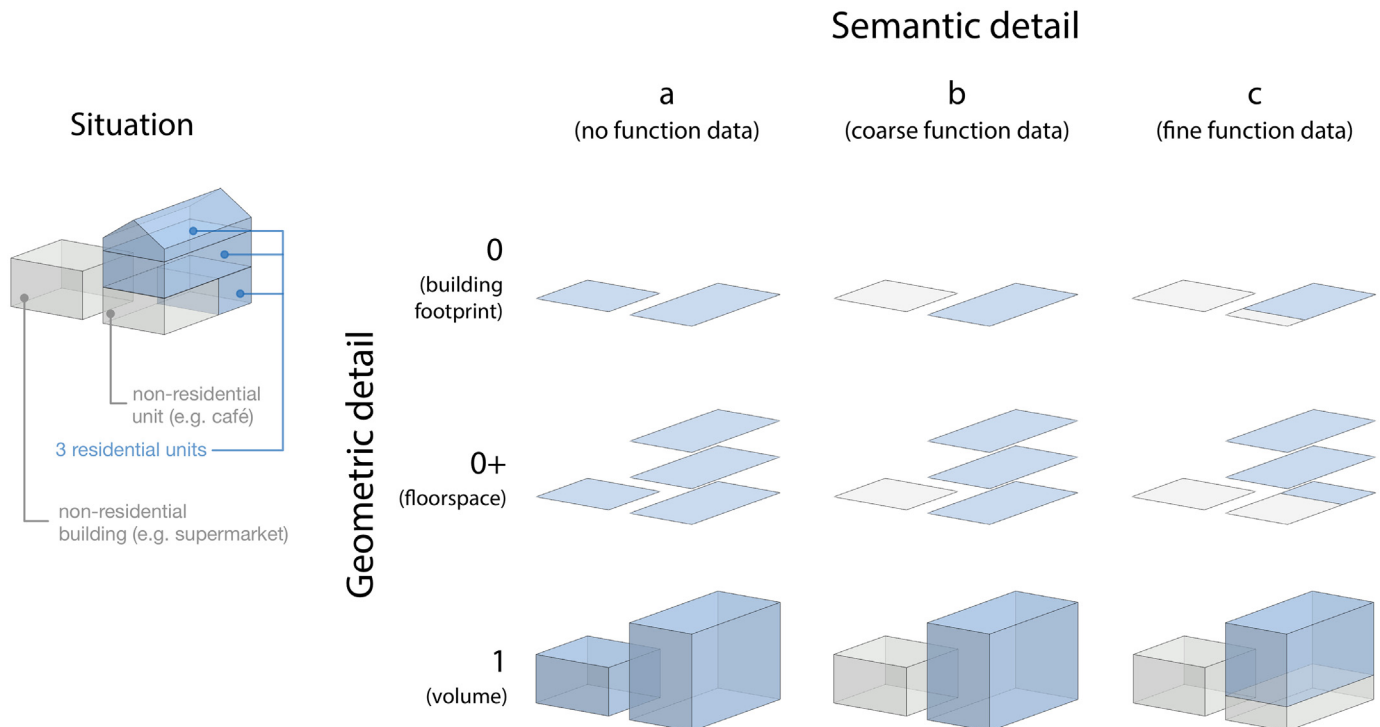 Semantic detail
a
(no function data)
b
(coarse function data)
c
(fine function data)
Situation
non-residential
unit (e.g. café)
3 residential units
non-residential
building (e.g. supermarket)
Geometric detail
0
(building
footprint)
0+
(floorspace)
1
(volume)